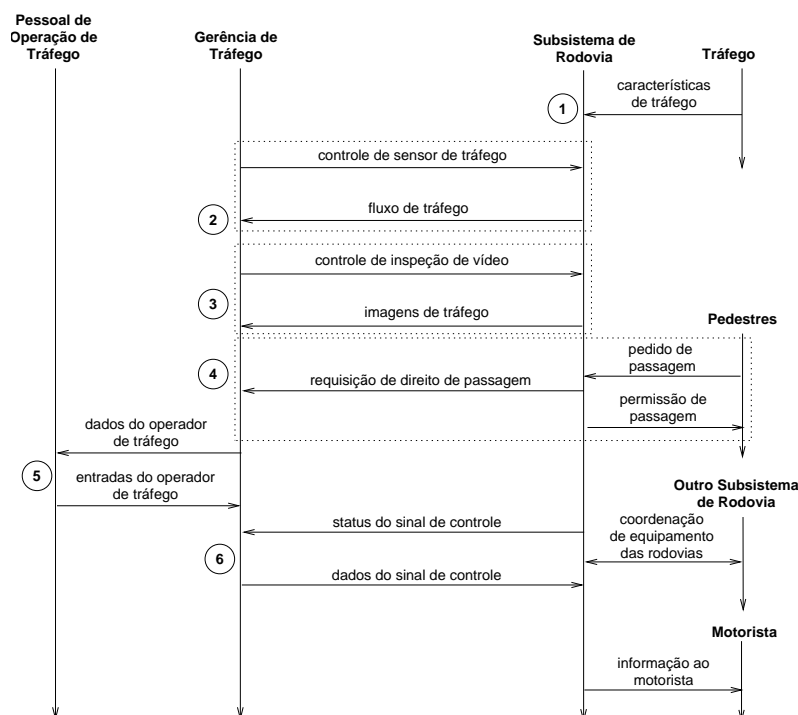 Pessoal de
Operação de
Tráfego
Gerência de
Tráfego
Subsistema de
Rodovia
Tráfego
características
de tráfego
1
controle de sensor de tráfego
fluxo de tráfego
2
controle de inspeção de vídeo
3
imagens de tráfego
Pedestres
pedido de
passagem
4
requisição de direito de passagem
permissão de
passagem
dados do operador
de tráfego
5
entradas do operador
de tráfego
Outro Subsistema
de Rodovia
status do sinal de controle
coordenação
de equipamento
das rodovias
6
dados do sinal de controle
Motorista
informação ao
motorista